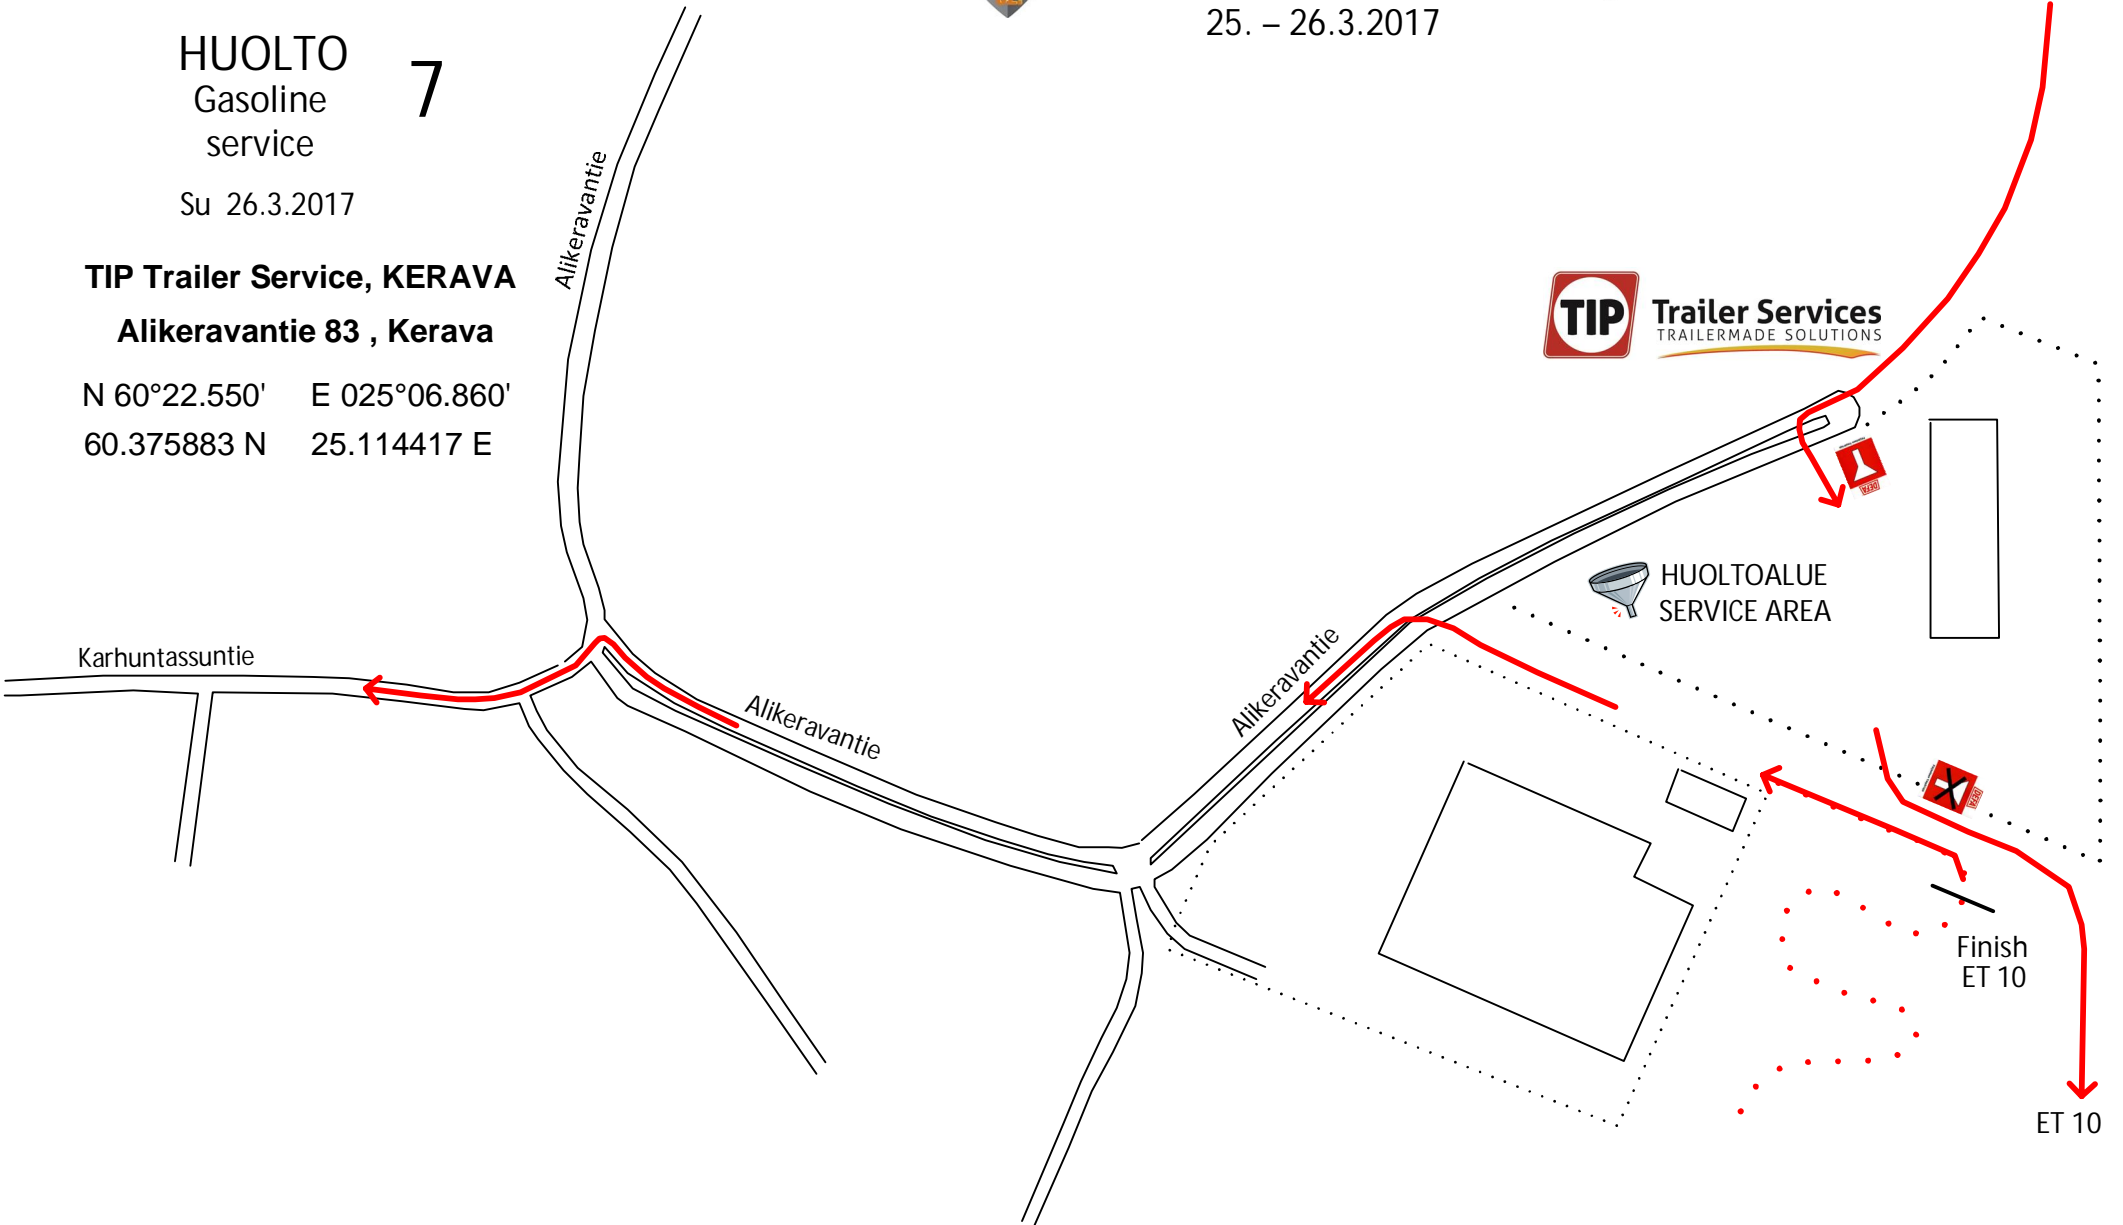 25. – 26.3.2017
HUOLTO
Gasoline
service
7
Su 26.3.2017
TIP Trailer Service, KERAVA
Alikeravantie 83 , Kerava
N 60°22.550' E 025°06.860'
60.375883 N 25.114417 E
Alikeravantie
TIP
Trailer Services
TRAILERMADE SOLUTIONS
DEFA
HUOLTOALUE
SERVICE AREA
Karhuntassuntie
Alikeravantie
Alikeravantie
DEFA
Finish
ET 10
ET 10